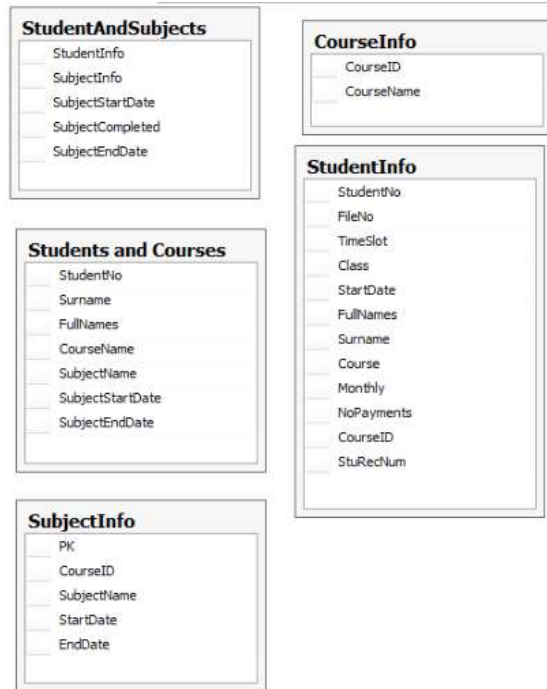 StudentAndSubjects
StudentInfo
SubjectInfo
SubjectStartDate
SubjectCompleted
SubjectEndDate
CourseInfo
CourseID
CourseName
StudentInfo
StudentNo
FileNo
TimeSlot
Class
StartDate
FullNames
Surname
Course
Monthly
NoPayments
CourseID
StuRecNum
Students and Courses
StudentNo
Surname
FullNames
CourseName
SubjectName
SubjectStartDate
SubjectEndDate
SubjectInfo
PK
CourseID
SubjectName
StartDate
EndDate